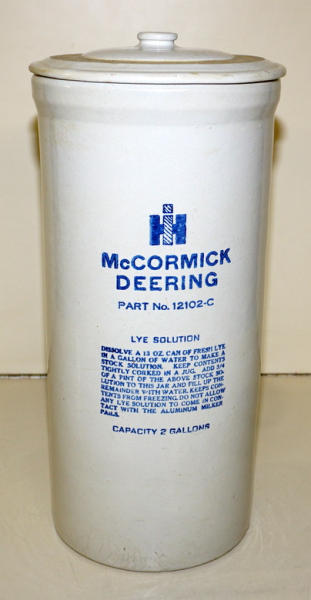 IH
McCORMICK
DEERING
PART No. 12102-C
LYE SOLUTION
DISSOLVE A 13 OZ. CAN OF FRESH LYE
IN A GALLON OF WATER TO MAKE A
STOCK SOLUTION. KEEP CONTENTS
TIGHTLY CORKED IN A JUG. ADD 3/4
OF A PINT OF THE ABOVE STOCK SO-
LUTION TO THIS JAR AND FILL UP THE
REMAINDER WITH WATER. KEEP CON-
TENTS FROM FREEZING. DO NOT ALLOW
ANY LYE SOLUTION TO COME IN CON-
TACT WITH THE ALUMINUM MILKER
PAILS.
CAPACITY 2 GALLONS